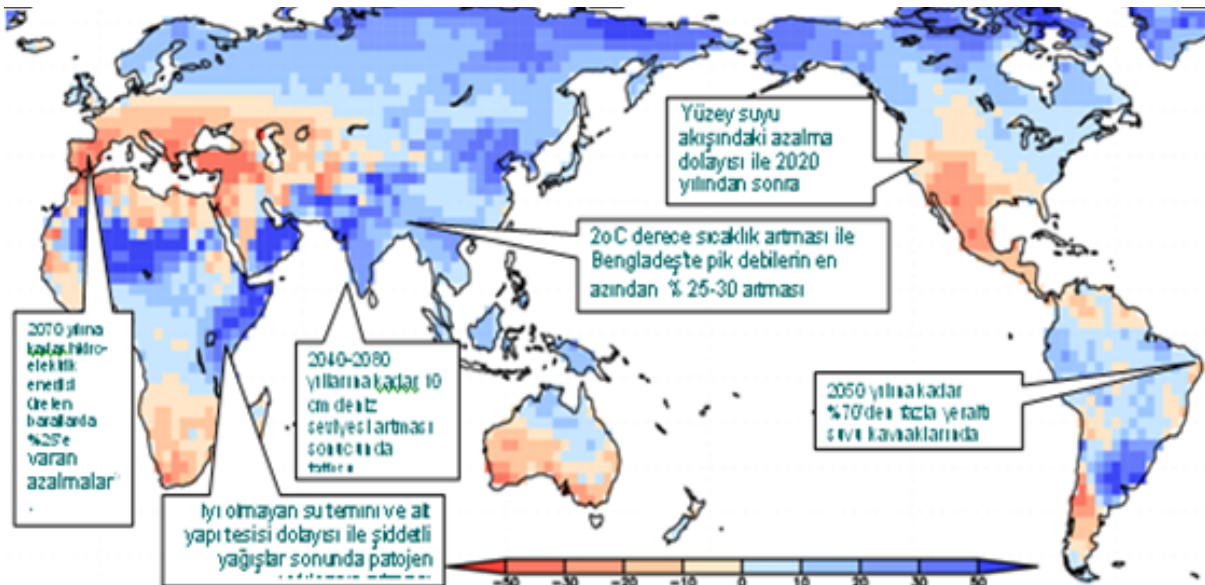 Yüzey suyu
akışındaki azalma
dolayısı ile 2020
yılından sonra
2oC derece sıcaklık artması ile
Bengladeş'te pik debilerin en
azından % 25-30 artması
2070 yılına
kadar hidro-
elektrik
enerjisi
üreten
barajlarda
%25'e
varan
azalmalar
.
2040-2080
yıllarına kadar 10
cm deniz
seviyesi artması
sonucunda
2050 yılına kadar
%70'den fazla yeraltı
suyu kaynaklarında
İyi olmayan su temini ve alt
yapı tesisi dolayısı ile şiddetli
yağışlar sonunda patojen
-50 -30 -20 -10 0 10 20 30 50